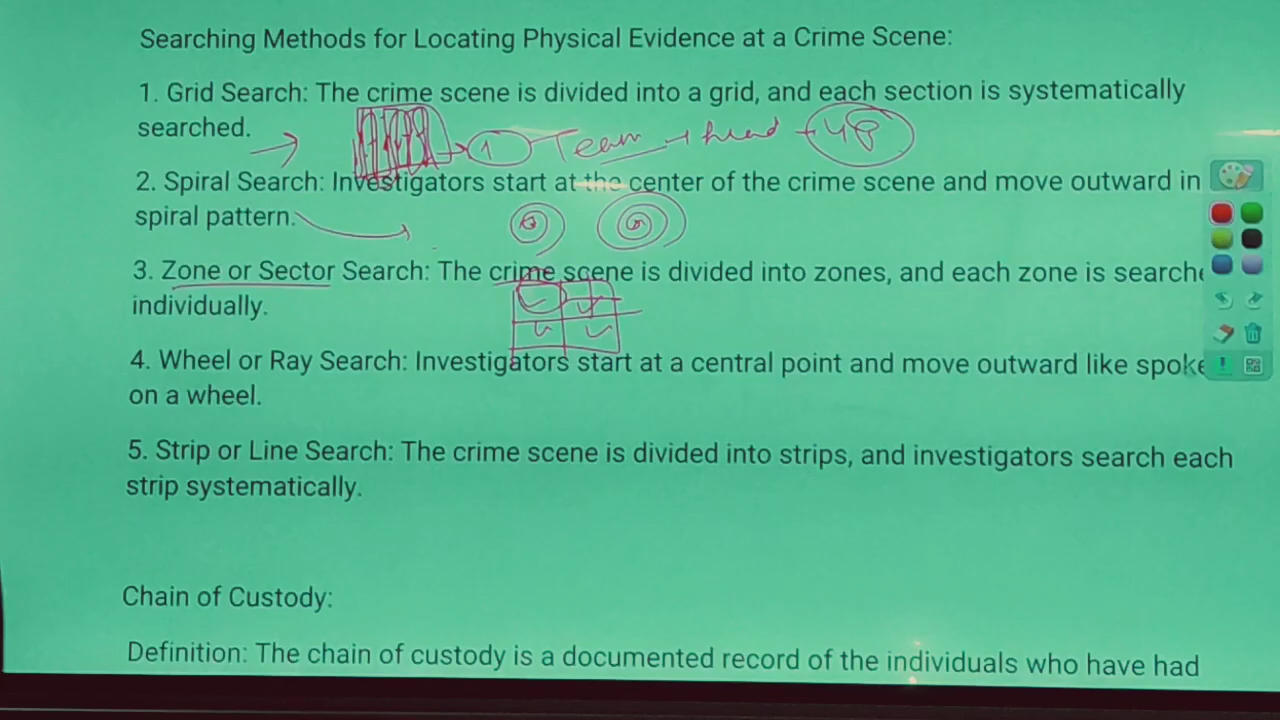 Searching Methods for Locating Physical Evidence at a Crime Scene:
1. Grid Search: The crime scene is divided into a grid, and each section is systematically
searched.
1 Team head 48
2. Spiral Search: Investigators start at the center of the crime scene and move outward in
spiral pattern.
3. Zone or Sector Search: The crime scene is divided into zones, and each zone is searche
individually.
4. Wheel or Ray Search: Investigators start at a central point and move outward like spoke
on a wheel.
5. Strip or Line Search: The crime scene is divided into strips, and investigators search each
strip systematically.
Chain of Custody:
Definition: The chain of custody is a documented record of the individuals who have had